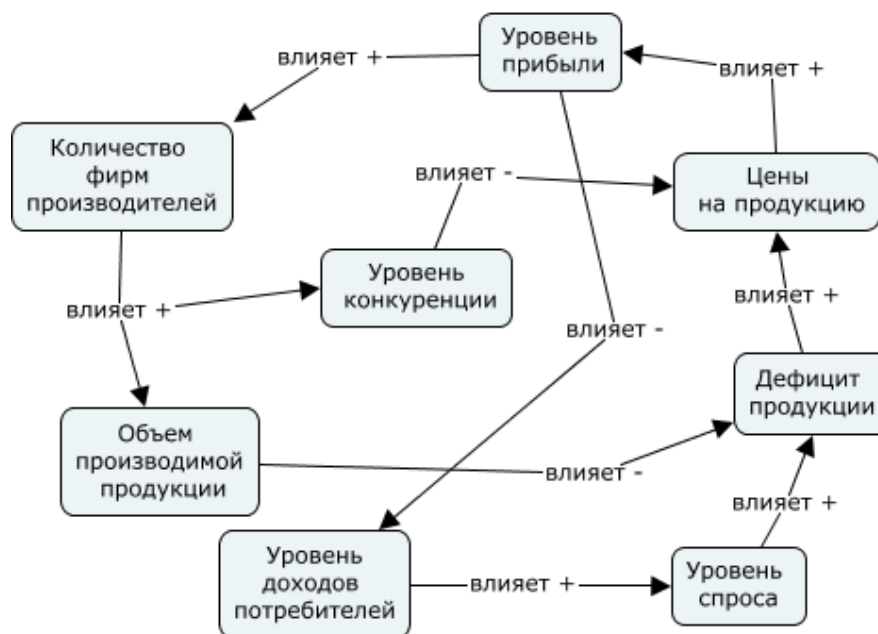 Уровень
прибыли
влияет +
влияет +
Количество
фирм
производителей
влияет -
Цены
на продукцию
Уровень
конкуренции
влияет +
влияет +
влияет -
Дефицит
продукции
Объем
производимой
продукции
влияет -
влияет +
Уровень
доходов
потребителей
влияет +
Уровень
спроса